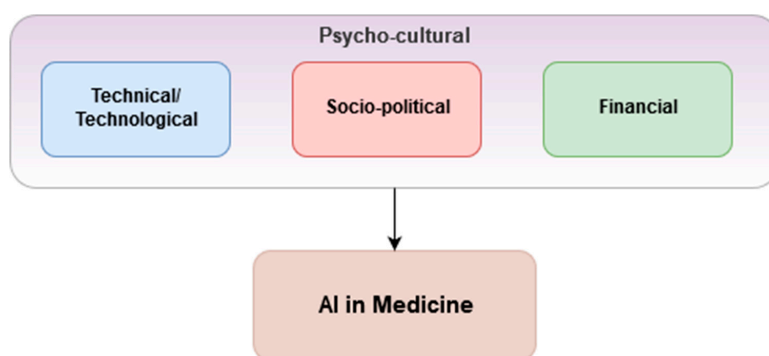 Psycho-cultural
Technical/
Technological
Socio-political
Financial
AI in Medicine